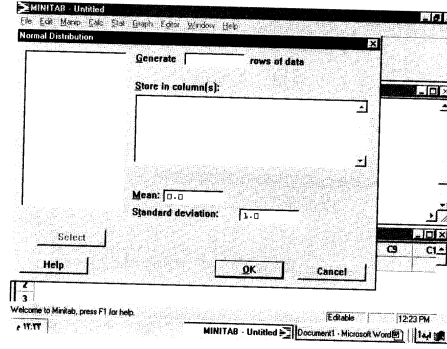 MINITAB - Untitled
File Edit Manip Calc Stat Graph Editor Window Help
Normal Distribution
Generate rows of data
Store in column(s):
Mean: 0.0
Standard deviation: 1.0
Select
Help OK Cancel
C9 C1
2
3
Welcome to Minitab, press F1 for help. Editable 12:23 PM
MINITAB - Untitled Document1 - Microsoft Word